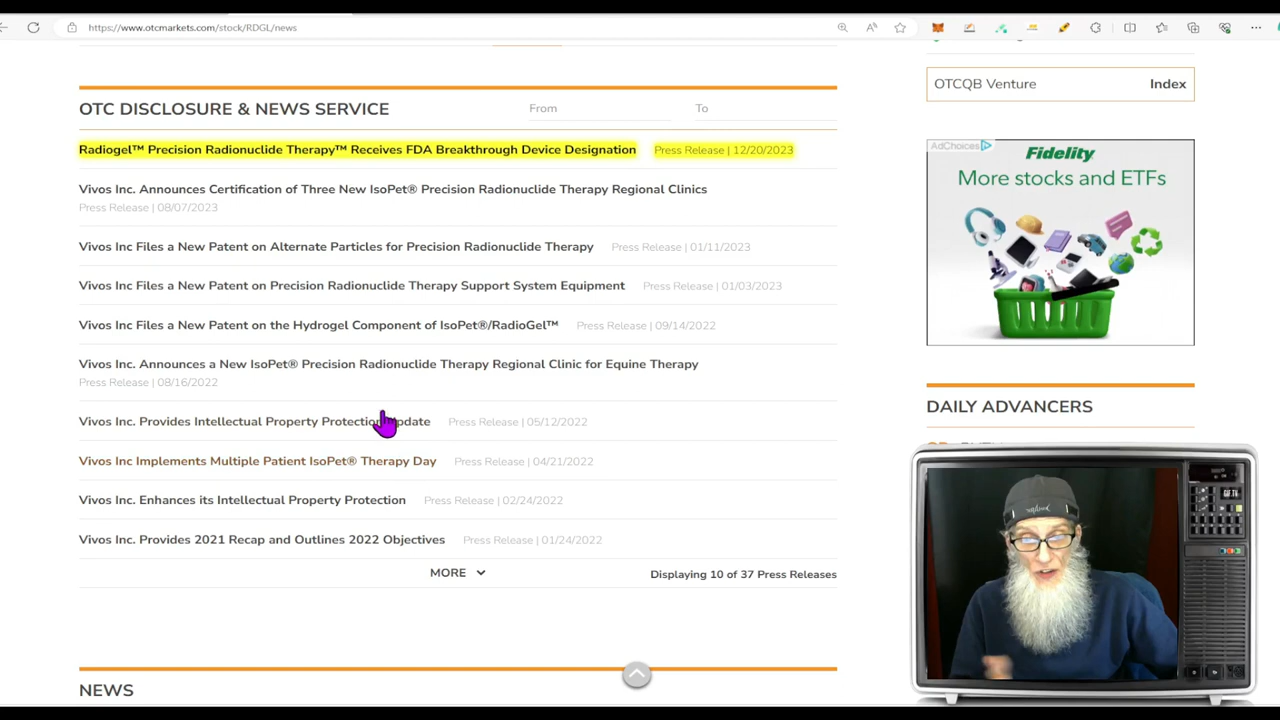 https://www.otcmarkets.com/stock/RDGL/news
OTC DISCLOSURE & NEWS SERVICE
From
To
Radiogel™ Precision Radionuclide Therapy™ Receives FDA Breakthrough Device Designation Press Release | 12/20/2023
Vivos Inc. Announces Certification of Three New IsoPet® Precision Radionuclide Therapy Regional Clinics
Press Release | 08/07/2023
Vivos Inc Files a New Patent on Alternate Particles for Precision Radionuclide Therapy Press Release | 01/11/2023
Vivos Inc Files a New Patent on Precision Radionuclide Therapy Support System Equipment Press Release | 01/03/2023
Vivos Inc Files a New Patent on the Hydrogel Component of IsoPet®/RadioGel™ Press Release | 09/14/2022
Vivos Inc. Announces a New IsoPet® Precision Radionuclide Therapy Regional Clinic for Equine Therapy
Press Release | 08/16/2022
Vivos Inc. Provides Intellectual Property Protection Update Press Release | 05/12/2022
Vivos Inc Implements Multiple Patient IsoPet® Therapy Day Press Release | 04/21/2022
Vivos Inc. Enhances its Intellectual Property Protection Press Release | 02/24/2022
Vivos Inc. Provides 2021 Recap and Outlines 2022 Objectives Press Release | 01/24/2022
MORE
Displaying 10 of 37 Press Releases
NEWS
OTCQB Venture
Index
AdChoices
Fidelity
More stocks and ETFs
DAILY ADVANCERS